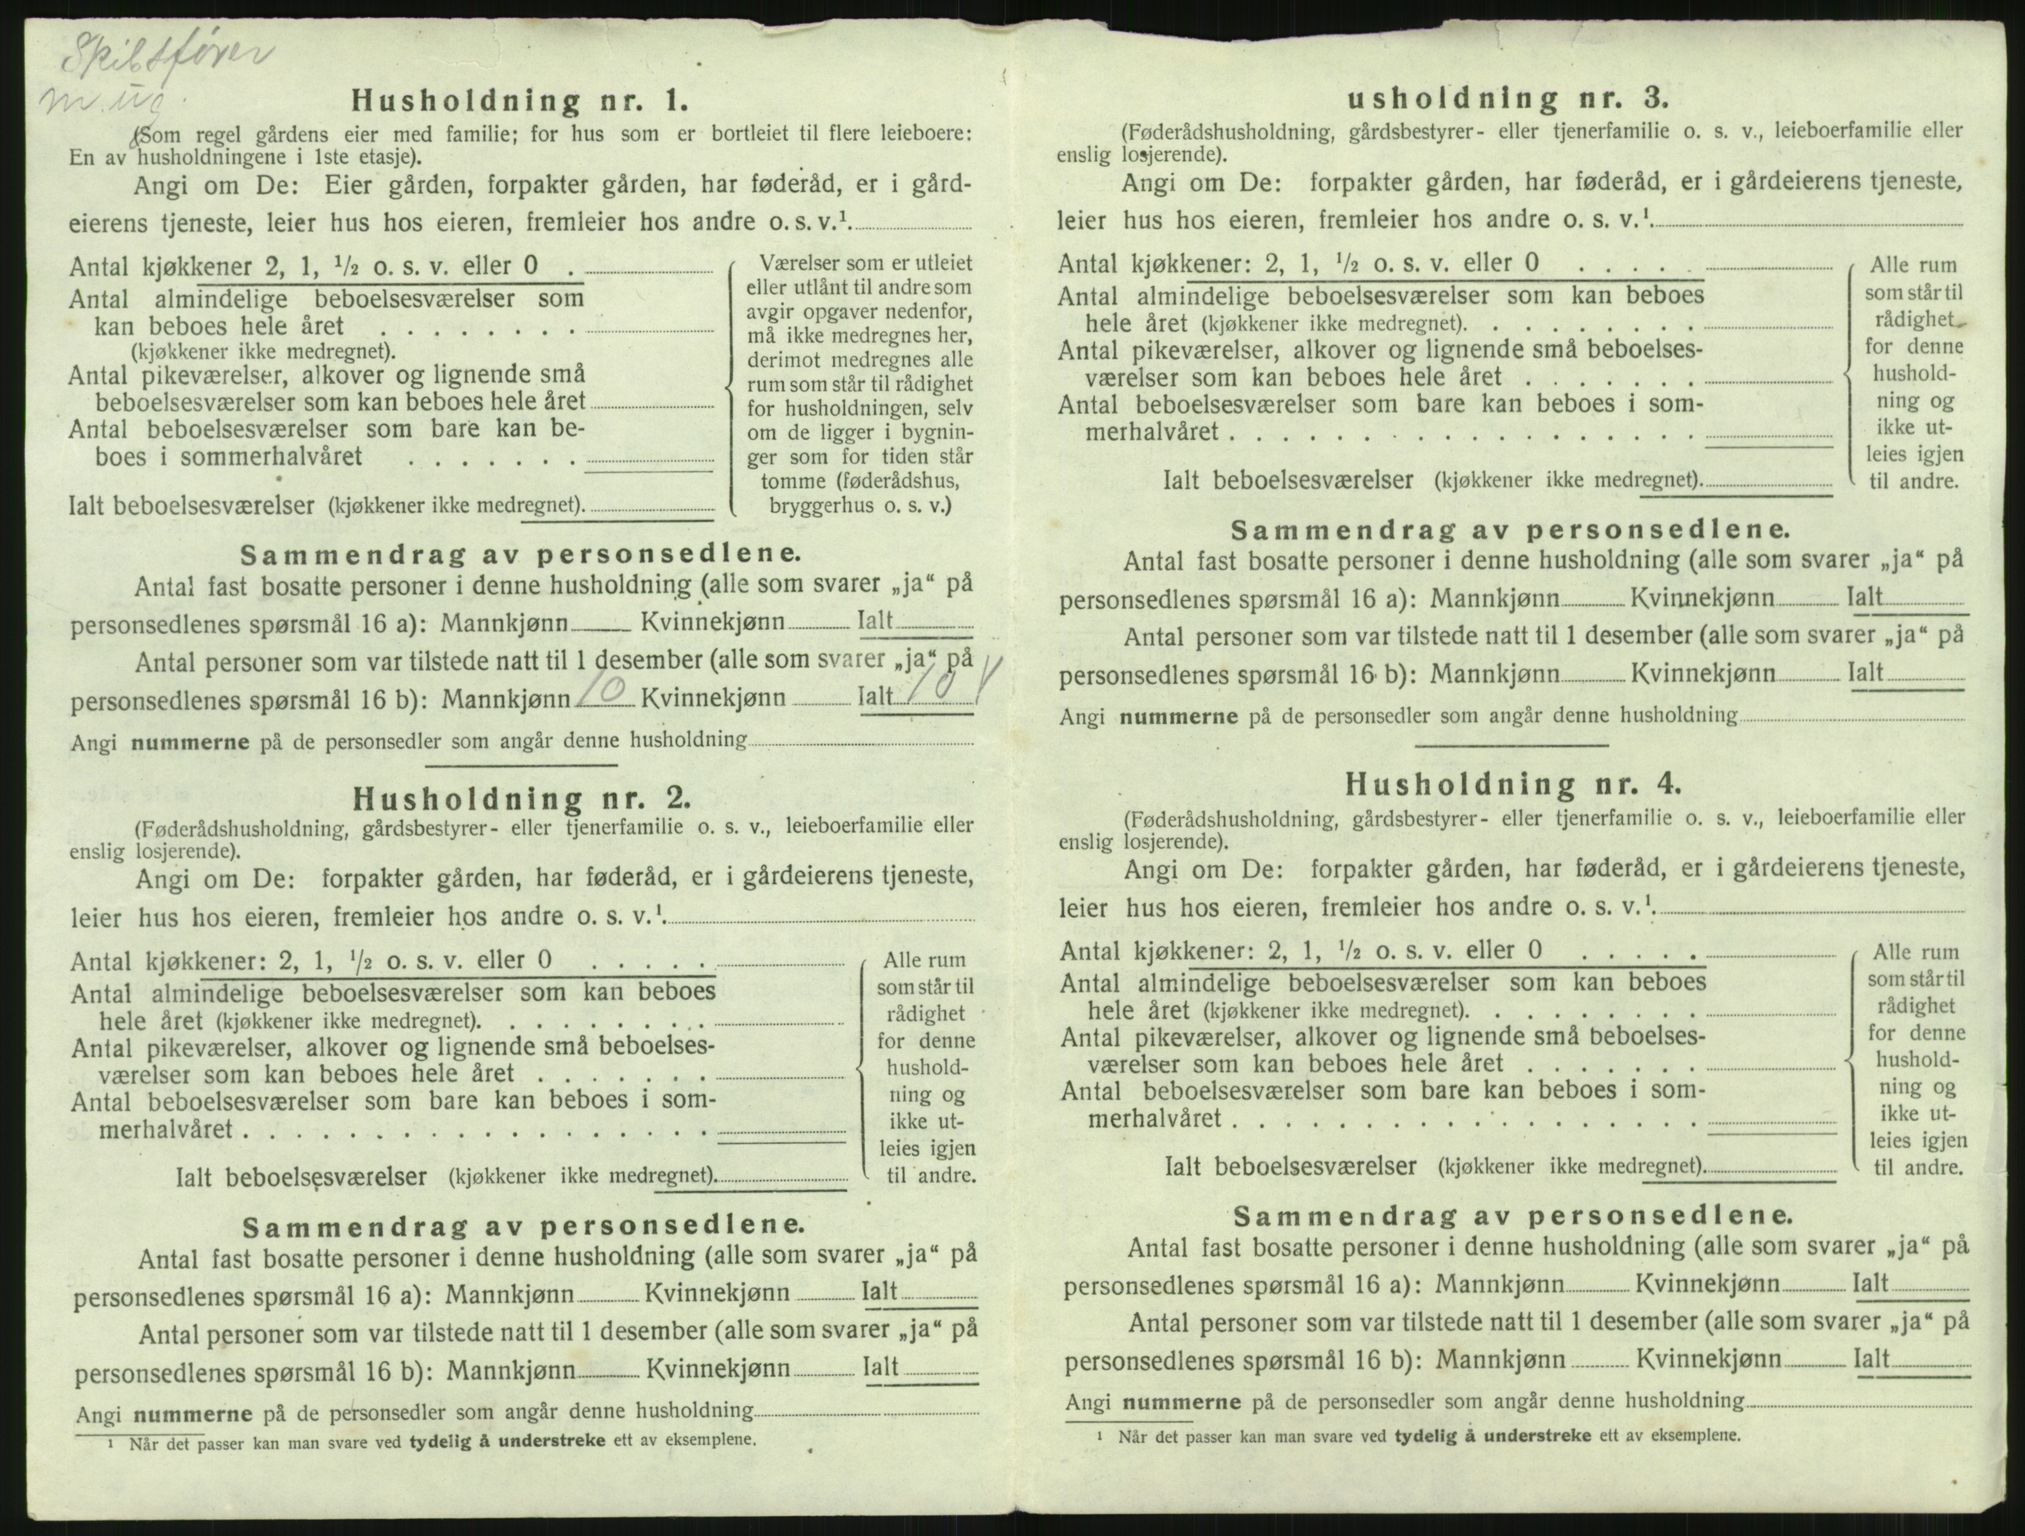 Skibsfører
m. ug.
Husholdning nr. 1.
(Som regel gårdens eier med familie; for hus som er bortleiet til flere leieboere:
En av husholdningene i 1ste etasje).
Angi om De: Eier gården, forpakter gården, har føderåd, er i gård-
eierens tjeneste, leier hus hos eieren, fremleier hos andre o. s. v.¹.
Antal kjøkkener 2, 1, ½ o. s. v. eller 0 .
Antal almindelige beboelsesværelser som
kan beboes hele året . . . . . . . .
(kjøkkener ikke medregnet).
Antal pikeværelser, alkover og lignende små
beboelsesværelser som kan beboes hele året
Antal beboelsesværelser som bare kan be-
boes i sommerhalvåret . . . . . . .
Ialt beboelsesværelser (kjøkkener ikke medregnet).
Værelser som er utleiet
eller utlånt til andre som
avgir opgaver nedenfor,
må ikke medregnes her,
derimot medregnes alle
rum som står til rådighet
for husholdningen, selv
om de ligger i bygnin-
ger som for tiden står
tomme (føderådshus,
bryggerhus o. s. v.)
Sammendrag av personsedlene.
Antal fast bosatte personer i denne husholdning (alle som svarer „ja“ på
personsedlenes spørsmål 16 a): Mannkjønn Kvinnekjønn Ialt
Antal personer som var tilstede natt til 1 desember (alle som svarer „ja“ på
personsedlenes spørsmål 16 b): Mannkjønn 10 Kvinnekjønn Ialt 10
Angi nummerne på de personsedler som angår denne husholdning
Husholdning nr. 2.
(Føderådshusholdning, gårdsbestyrer- eller tjenerfamilie o. s. v., leieboerfamilie eller
enslig losjerende).
Angi om De: forpakter gården, har føderåd, er i gårdeierens tjeneste,
leier hus hos eieren, fremleier hos andre o. s. v.¹.
Antal kjøkkener: 2, 1, ½ o. s. v. eller 0 . . . . .
Antal almindelige beboelsesværelser som kan beboes
hele året (kjøkkener ikke medregnet). . . . . . . . .
Antal pikeværelser, alkover og lignende små beboelses-
værelser som kan beboes hele året . . . . . . .
Antal beboelsesværelser som bare kan beboes i som-
merhalvåret . . . . . . . . . . . . . . . . . .
Ialt beboelsesværelser (kjøkkener ikke medregnet).
Alle rum
som står til
rådighet
for denne
hushold-
ning og
ikke ut-
leies igjen
til andre.
Sammendrag av personsedlene.
Antal fast bosatte personer i denne husholdning (alle som svarer „ja“ på
personsedlenes spørsmål 16 a): Mannkjønn Kvinnekjønn Ialt
Antal personer som var tilstede natt til 1 desember (alle som svarer „ja“ på
personsedlenes spørsmål 16 b): Mannkjønn Kvinnekjønn Ialt
Angi nummerne på de personsedler som angår denne husholdning
¹ Når det passer kan man svare ved tydelig å understreke ett av eksemplene.
usholdning nr. 3.
(Føderådshusholdning, gårdsbestyrer- eller tjenerfamilie o. s. v., leieboerfamilie eller
enslig losjerende).
Angi om De: forpakter gården, har føderåd, er i gårdeierens tjeneste,
leier hus hos eieren, fremleier hos andre o. s. v.¹.
Antal kjøkkener: 2, 1, ½ o. s. v. eller 0 . . . . .
Antal almindelige beboelsesværelser som kan beboes
hele året (kjøkkener ikke medregnet). . . . . . . . .
Antal pikeværelser, alkover og lignende små beboelses-
værelser som kan beboes hele året . . . . . . .
Antal beboelsesværelser som bare kan beboes i som-
merhalvåret . . . . . . . . . . . . . . . . . .
Ialt beboelsesværelser (kjøkkener ikke medregnet).
Alle rum
som står til
rådighet
for denne
hushold-
ning og
ikke ut-
leies igjen
til andre.
Sammendrag av personsedlene.
Antal fast bosatte personer i denne husholdning (alle som svarer „ja“ på
personsedlenes spørsmål 16 a): Mannkjønn Kvinnekjønn Ialt
Antal personer som var tilstede natt til 1 desember (alle som svarer „ja“ på
personsedlenes spørsmål 16 b): Mannkjønn Kvinnekjønn Ialt
Angi nummerne på de personsedler som angår denne husholdning
Husholdning nr. 4.
(Føderådshusholdning, gårdsbestyrer- eller tjenerfamilie o. s. v., leieboerfamilie eller
enslig losjerende).
Angi om De: forpakter gården, har føderåd, er i gårdeierens tjeneste,
leier hus hos eieren, fremleier hos andre o. s. v.¹.
Antal kjøkkener: 2, 1, ½ o. s. v. eller 0 . . . . .
Antal almindelige beboelsesværelser som kan beboes
hele året (kjøkkener ikke medregnet). . . . . . . . .
Antal pikeværelser, alkover og lignende små beboelses-
værelser som kan beboes hele året . . . . . . .
Antal beboelsesværelser som bare kan beboes i som-
merhalvåret . . . . . . . . . . . . . . . . . .
Ialt beboelsesværelser (kjøkkener ikke medregnet).
Alle rum
som står til
rådighet
for denne
hushold-
ning og
ikke ut-
leies igjen
til andre.
Sammendrag av personsedlene.
Antal fast bosatte personer i denne husholdning (alle som svarer „ja“ på
personsedlenes spørsmål 16 a): Mannkjønn Kvinnekjønn Ialt
Antal personer som var tilstede natt til 1 desember (alle som svarer „ja“ på
personsedlenes spørsmål 16 b): Mannkjønn Kvinnekjønn Ialt
Angi nummerne på de personsedler som angår denne husholdning
¹ Når det passer kan man svare ved tydelig å understreke ett av eksemplene.